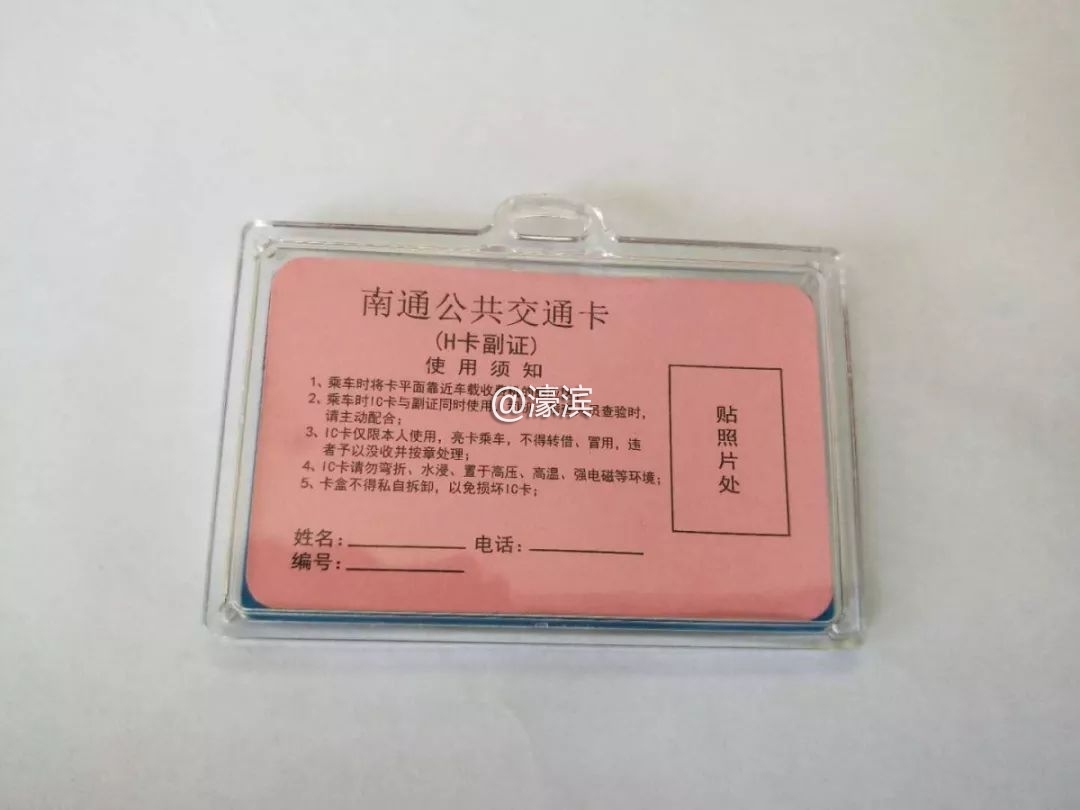 南通公共交通卡
(H卡副证)
使用须知
1、乘车时将卡平面靠近车载收
2、乘车时IC卡与副证同时使用 员查验时,
请主动配合;
3、IC卡仅限本人使用，亮卡乘车，不得转借、冒用，违
者予以没收并按章处理;
4、IC卡请勿弯折、水浸、置于高压、高温、强电磁等环境;
5、卡盒不得私自拆卸，以免损坏IC卡;
贴照片处
姓名: 电话:
编号:
@濠滨